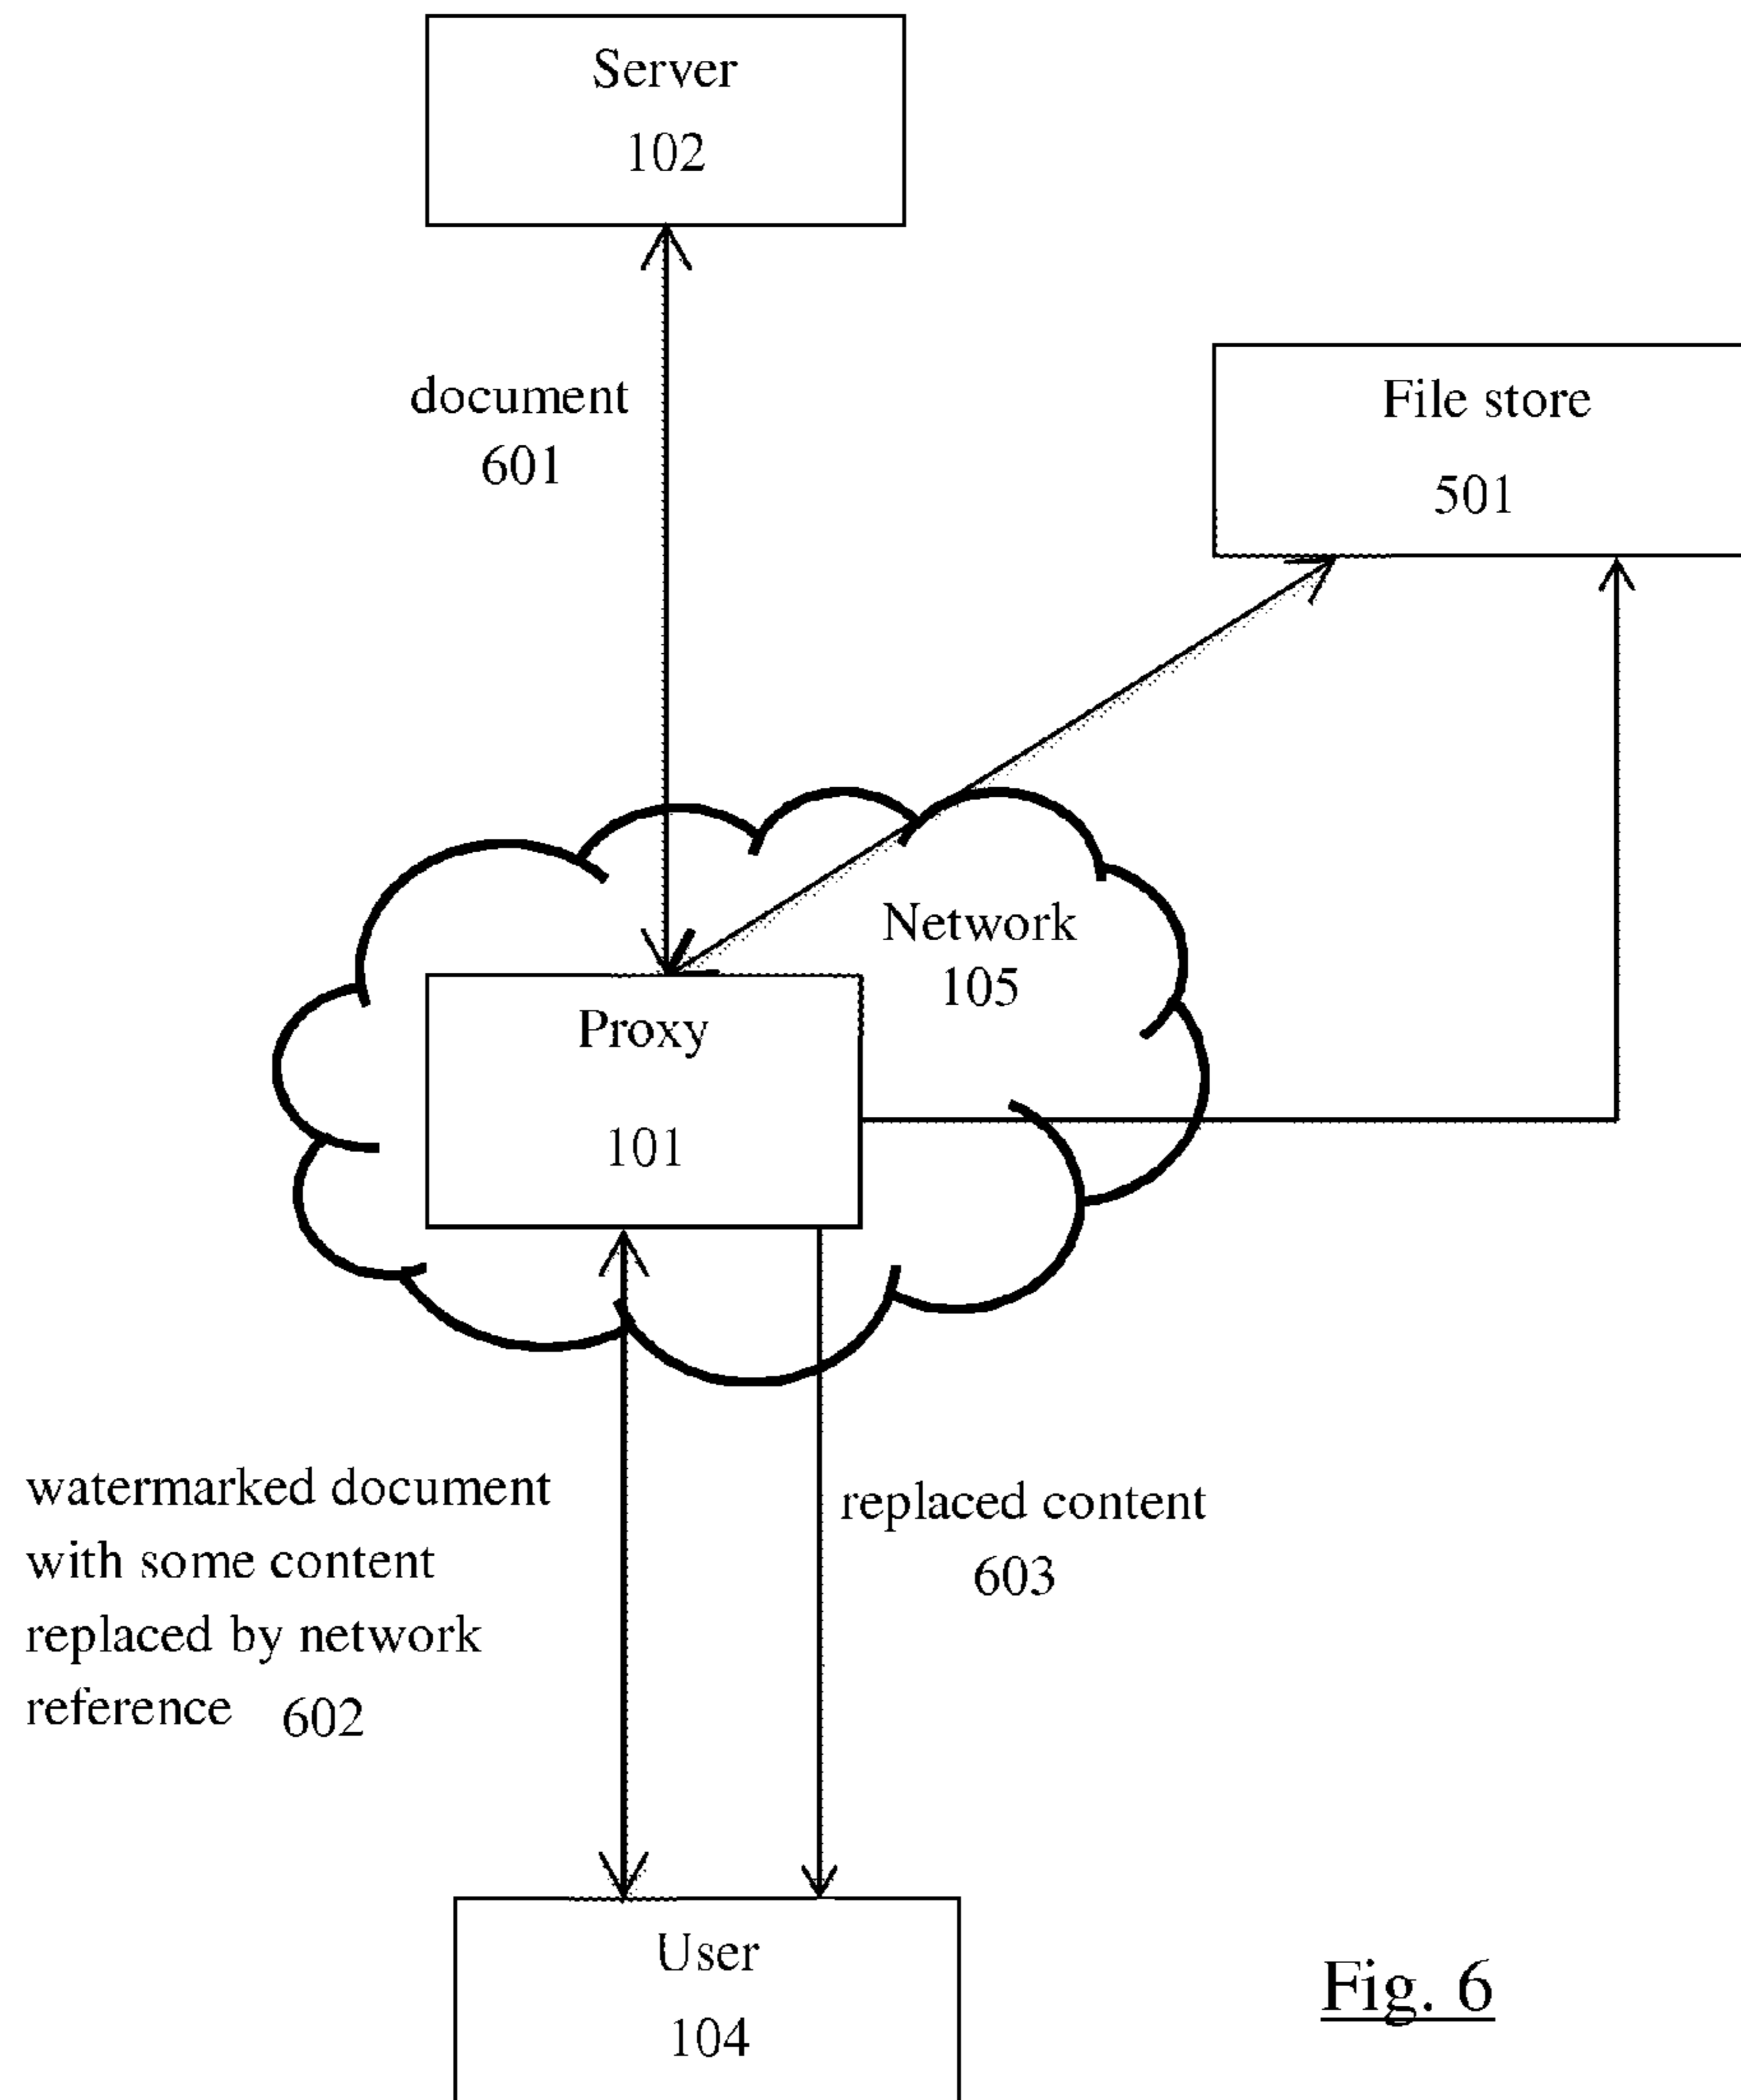 Server
102
document
601
File store
501
Network
105
Proxy
101
watermarked document
with some content
replaced by network
reference 602
replaced content
603
User
104
Fig. 6